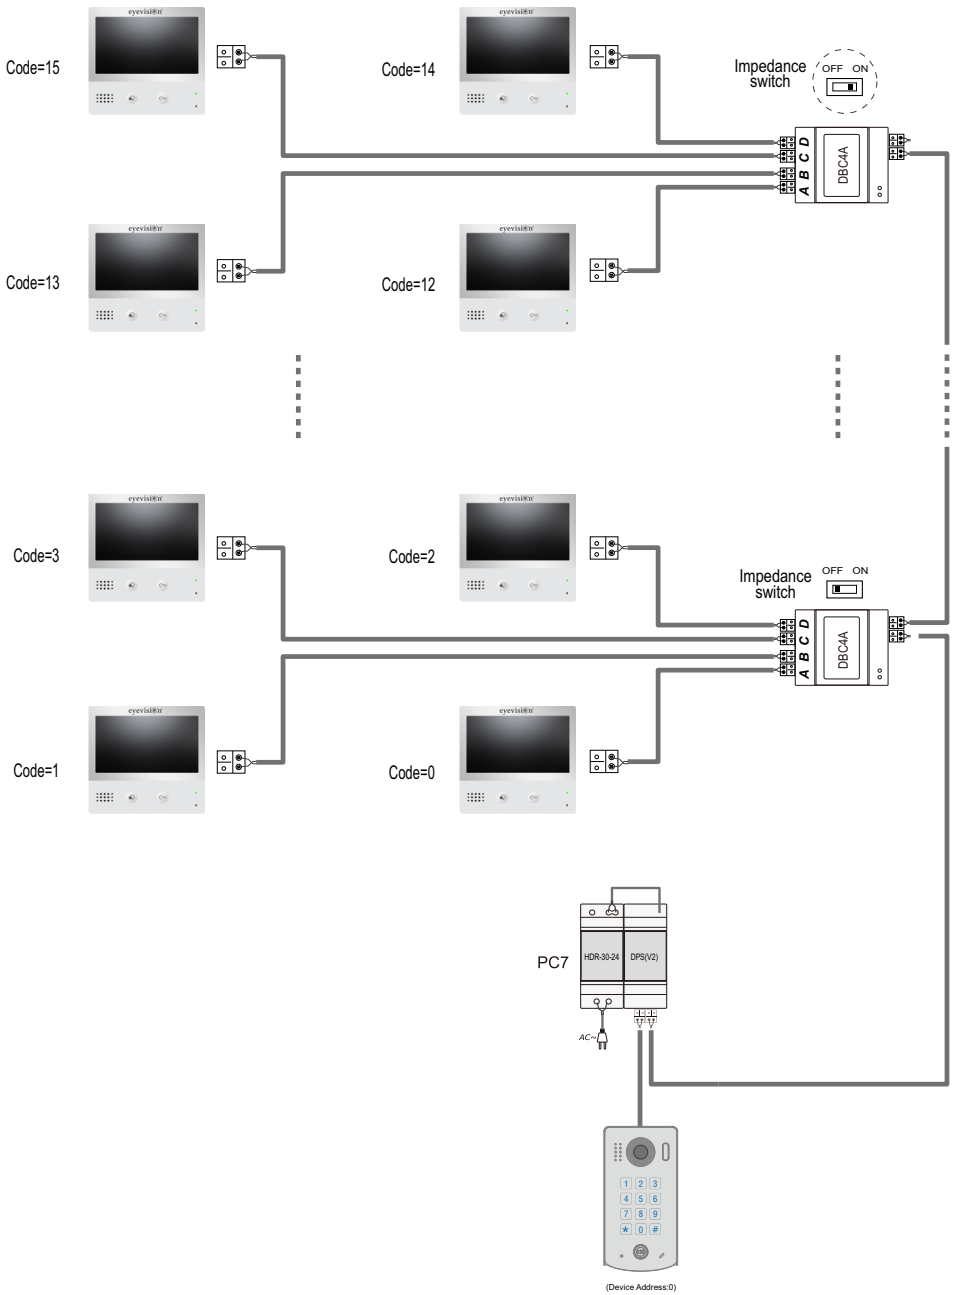 eyevision
eyevision
Code=15
Code=14
Impedance
switch
OFF ON
D
C
B
A
DBC4A
eyevision
eyevision
Code=13
Code=12
eyevision
eyevision
Code=3
Code=2
Impedance
switch
OFF ON
D
C
B
A
DBC4A
eyevision
eyevision
Code=1
Code=0
PC7
HDR-30-24
DPS(V2)
AC~
1 2 3
4 5 6
7 8 9
* 0 #
(Device Address:0)